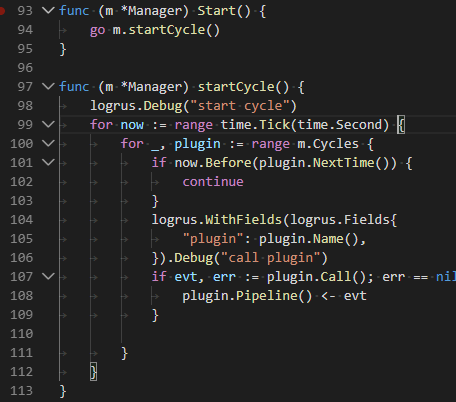 93 func (m *Manager) Start() {
94 go m.startCycle()
95 }
96
97 func (m *Manager) startCycle() {
98 logrus.Debug("start cycle")
99 for now := range time.Tick(time.Second) {
100 for _, plugin := range m.Cycles {
101 if now.Before(plugin.NextTime()) {
102 continue
103 }
104 logrus.WithFields(logrus.Fields{
105 "plugin": plugin.Name(),
106 }).Debug("call plugin")
107 if evt, err := plugin.Call(); err == nil
108 plugin.Pipeline() <- evt
109 }
110
111 }
112 }
113 }